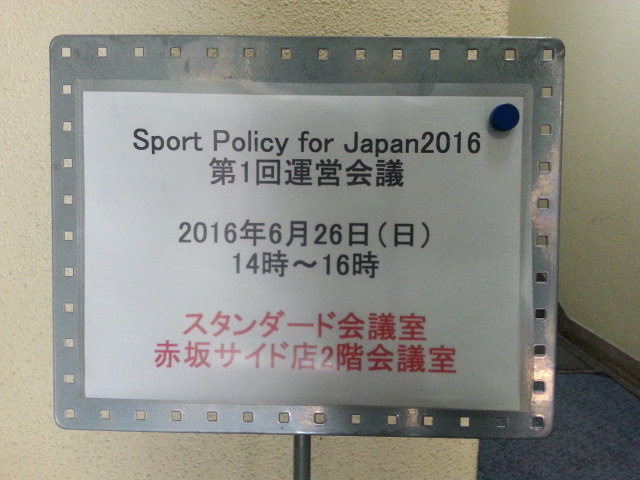 Sport Policy for Japan2016
第1回運営会議
2016年6月26日（日）
14時～16時
スタンダード会議室
赤坂サイド店2階会議室